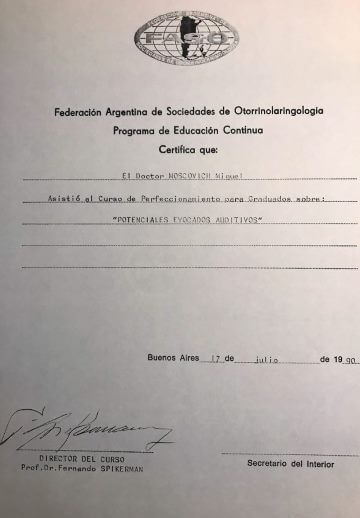 FASO
Federación Argentina de Sociedades de Otorrinolaringología
Programa de Educación Continua
Certifica que:
El Doctor MOSCOVICH Miguel
Asistió al Curso de Perfeccionamiento para Graduados sobre:
"POTENCIALES EVOCADOS AUDITIVOS"
Buenos Aires 17 de julio de 1990
DIRECTOR DEL CURSO
Prof.Dr.Fernando SPIKERMAN
Secretario del Interior